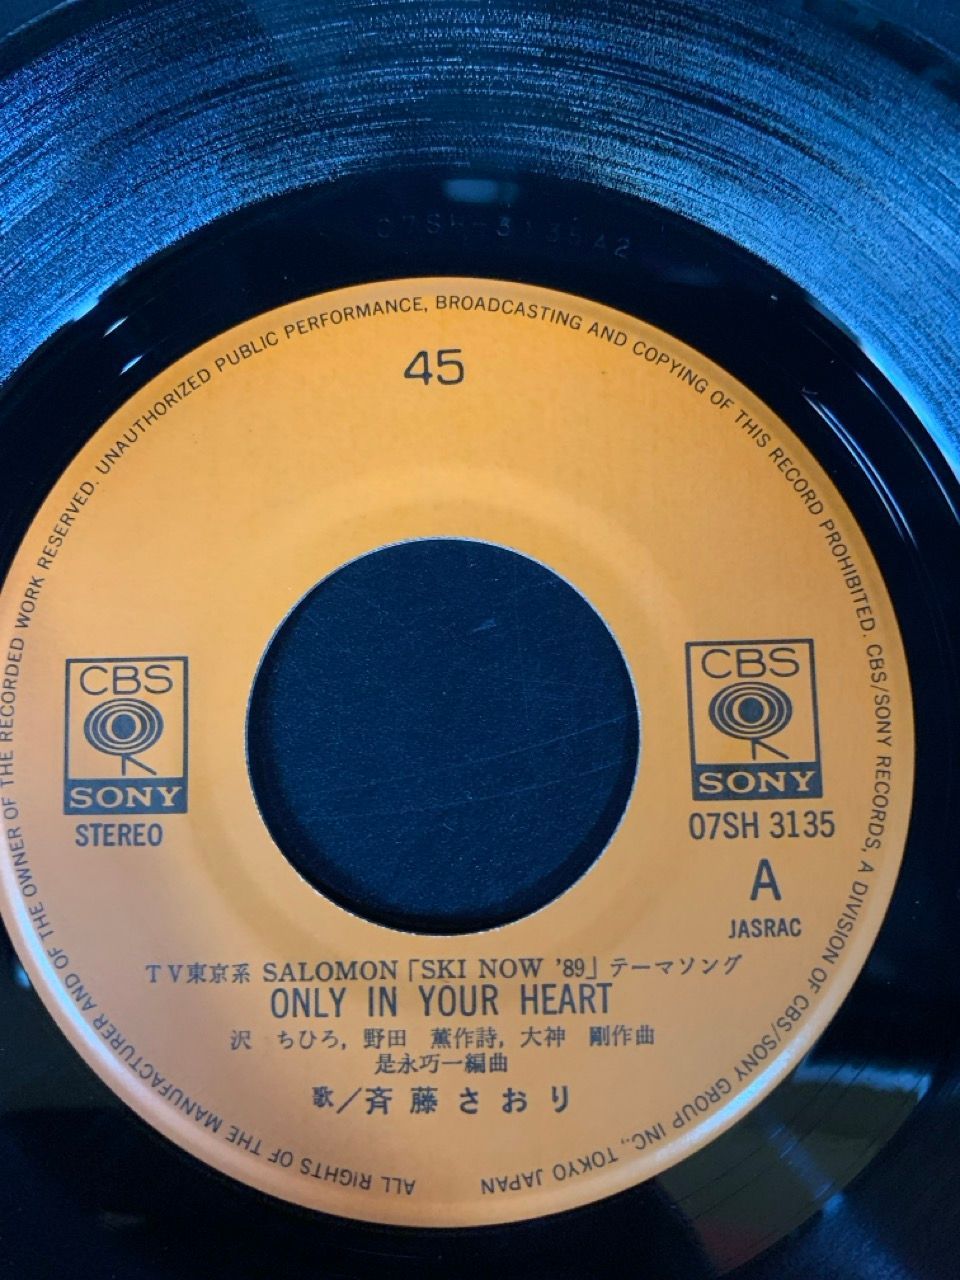 07SH-3135A2
ALL RIGHTS OF THE MANUFACTURER AND OF THE OWNER OF THE RECORDED WORK RESERVED. UNAUTHORIZED PUBLIC PERFORMANCE, BROADCASTING AND COPYING OF THIS RECORD PROHIBITED. CBS/SONY RECORDS, A DIVISION OF CBS/SONY GROUP INC., TOKYO JAPAN
45
CBS
SONY
STEREO
CBS
SONY
07SH 3135
A
JASRAC
TV東京系 SALOMON「SKI NOW '89」テーマソング
ONLY IN YOUR HEART
沢 ちひろ, 野田 薫作詩, 大神 剛作曲
是永巧一編曲
歌/斉藤さおり